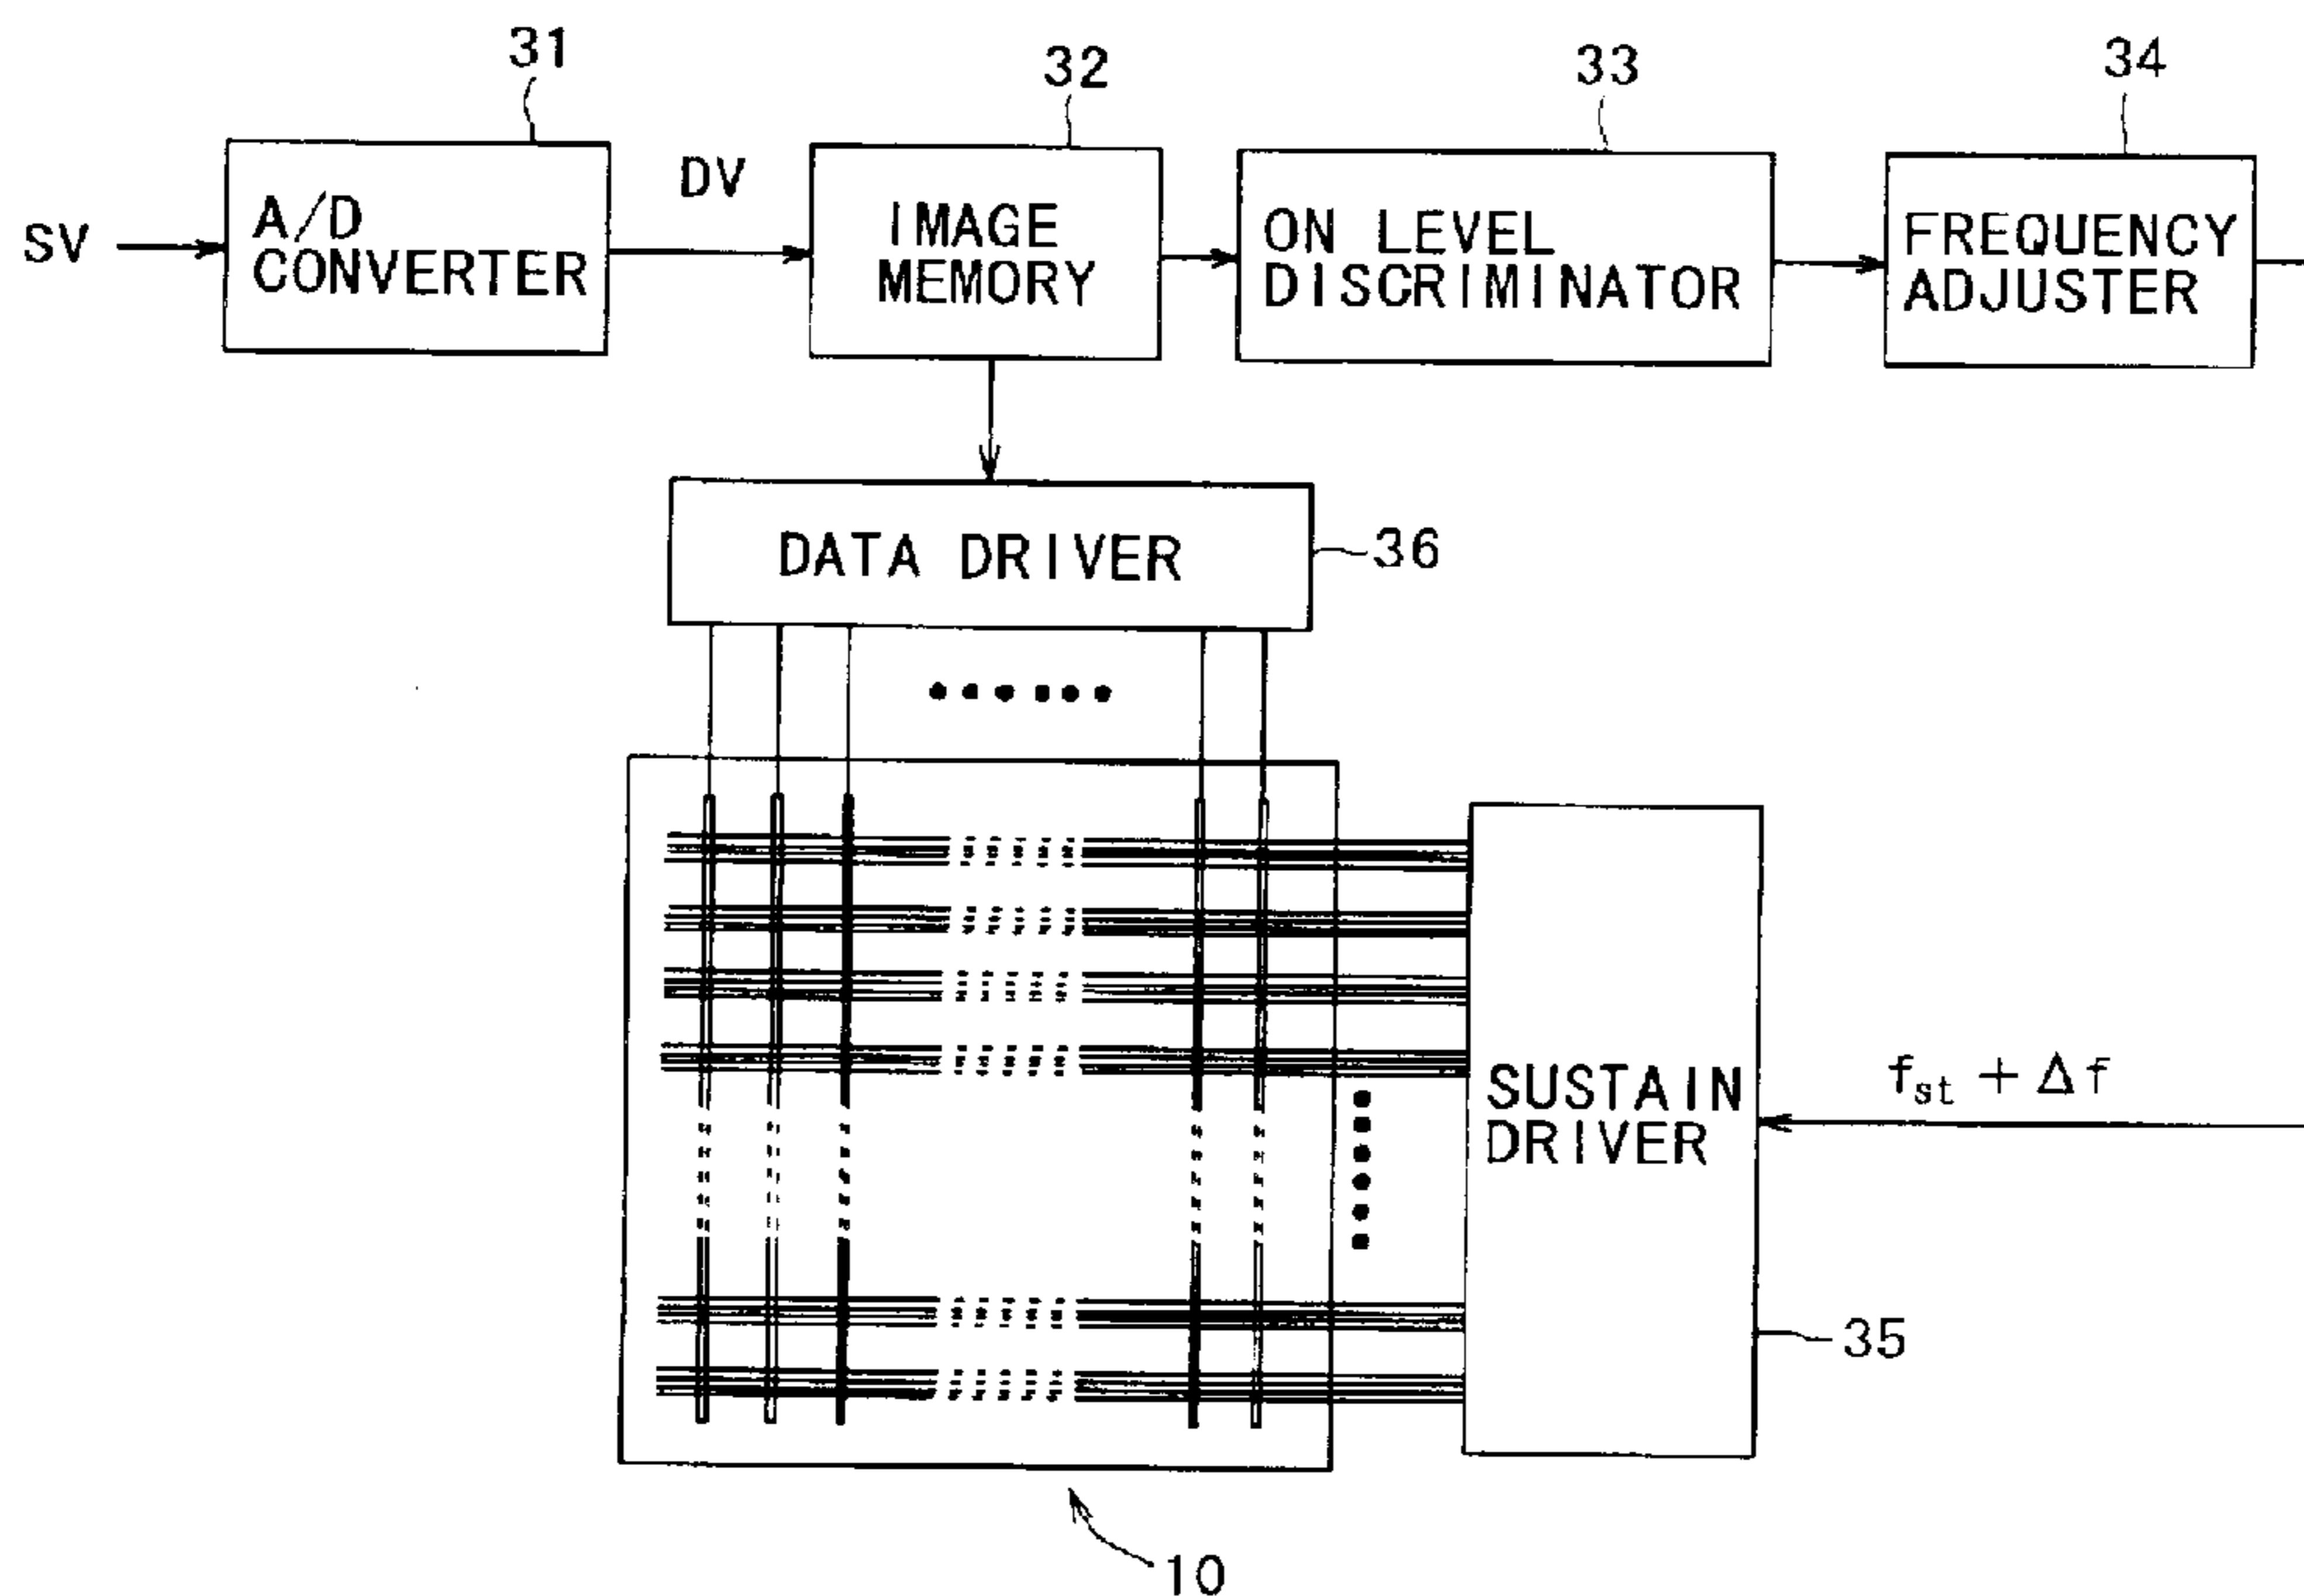 31
32
33
34
SV
A/D
CONVERTER
DV
IMAGE
MEMORY
ON LEVEL
DISCRIMINATOR
FREQUENCY
ADJUSTER
DATA DRIVER
36
SUSTAIN
DRIVER
fst + Δf
35
10